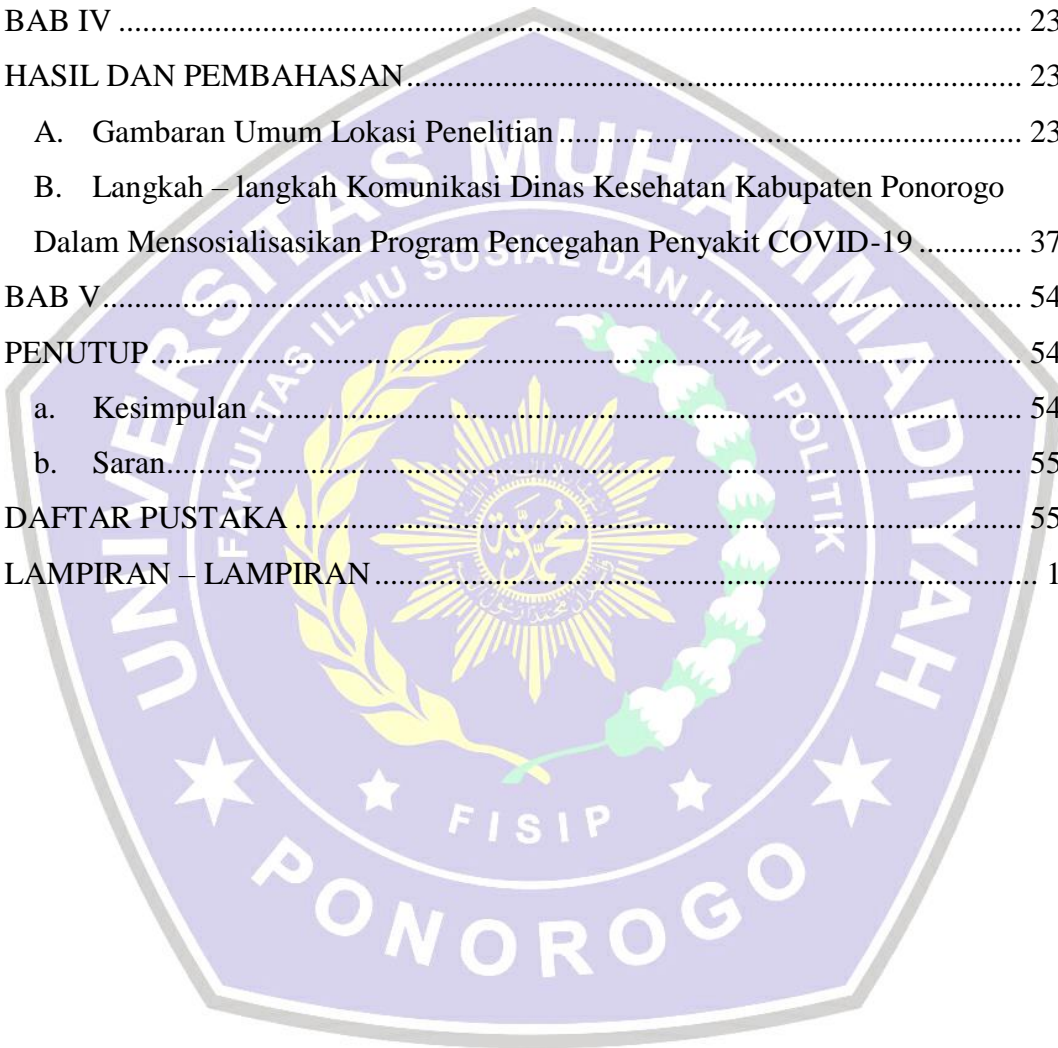 BAB IV ........................................................................................................... 23
HASIL DAN PEMBAHASAN ........................................................................ 23
A. Gambaran Umum Lokasi Penelitian ........................................................... 23
B. Langkah – langkah Komunikasi Dinas Kesehatan Kabupaten Ponorogo
Dalam Mensosialisasikan Program Pencegahan Penyakit COVID-19 ............. 37
BAB V ............................................................................................................ 54
PENUTUP ...................................................................................................... 54
a. Kesimpulan ................................................................................................. 54
b. Saran ........................................................................................................... 55
DAFTAR PUSTAKA ..................................................................................... 55
LAMPIRAN – LAMPIRAN ............................................................................ 1
UNIVERSITAS MUHAMMADIYAH
FAKULTAS ILMU SOSIAL DAN ILMU POLITIK
FISIP
PONOROGO